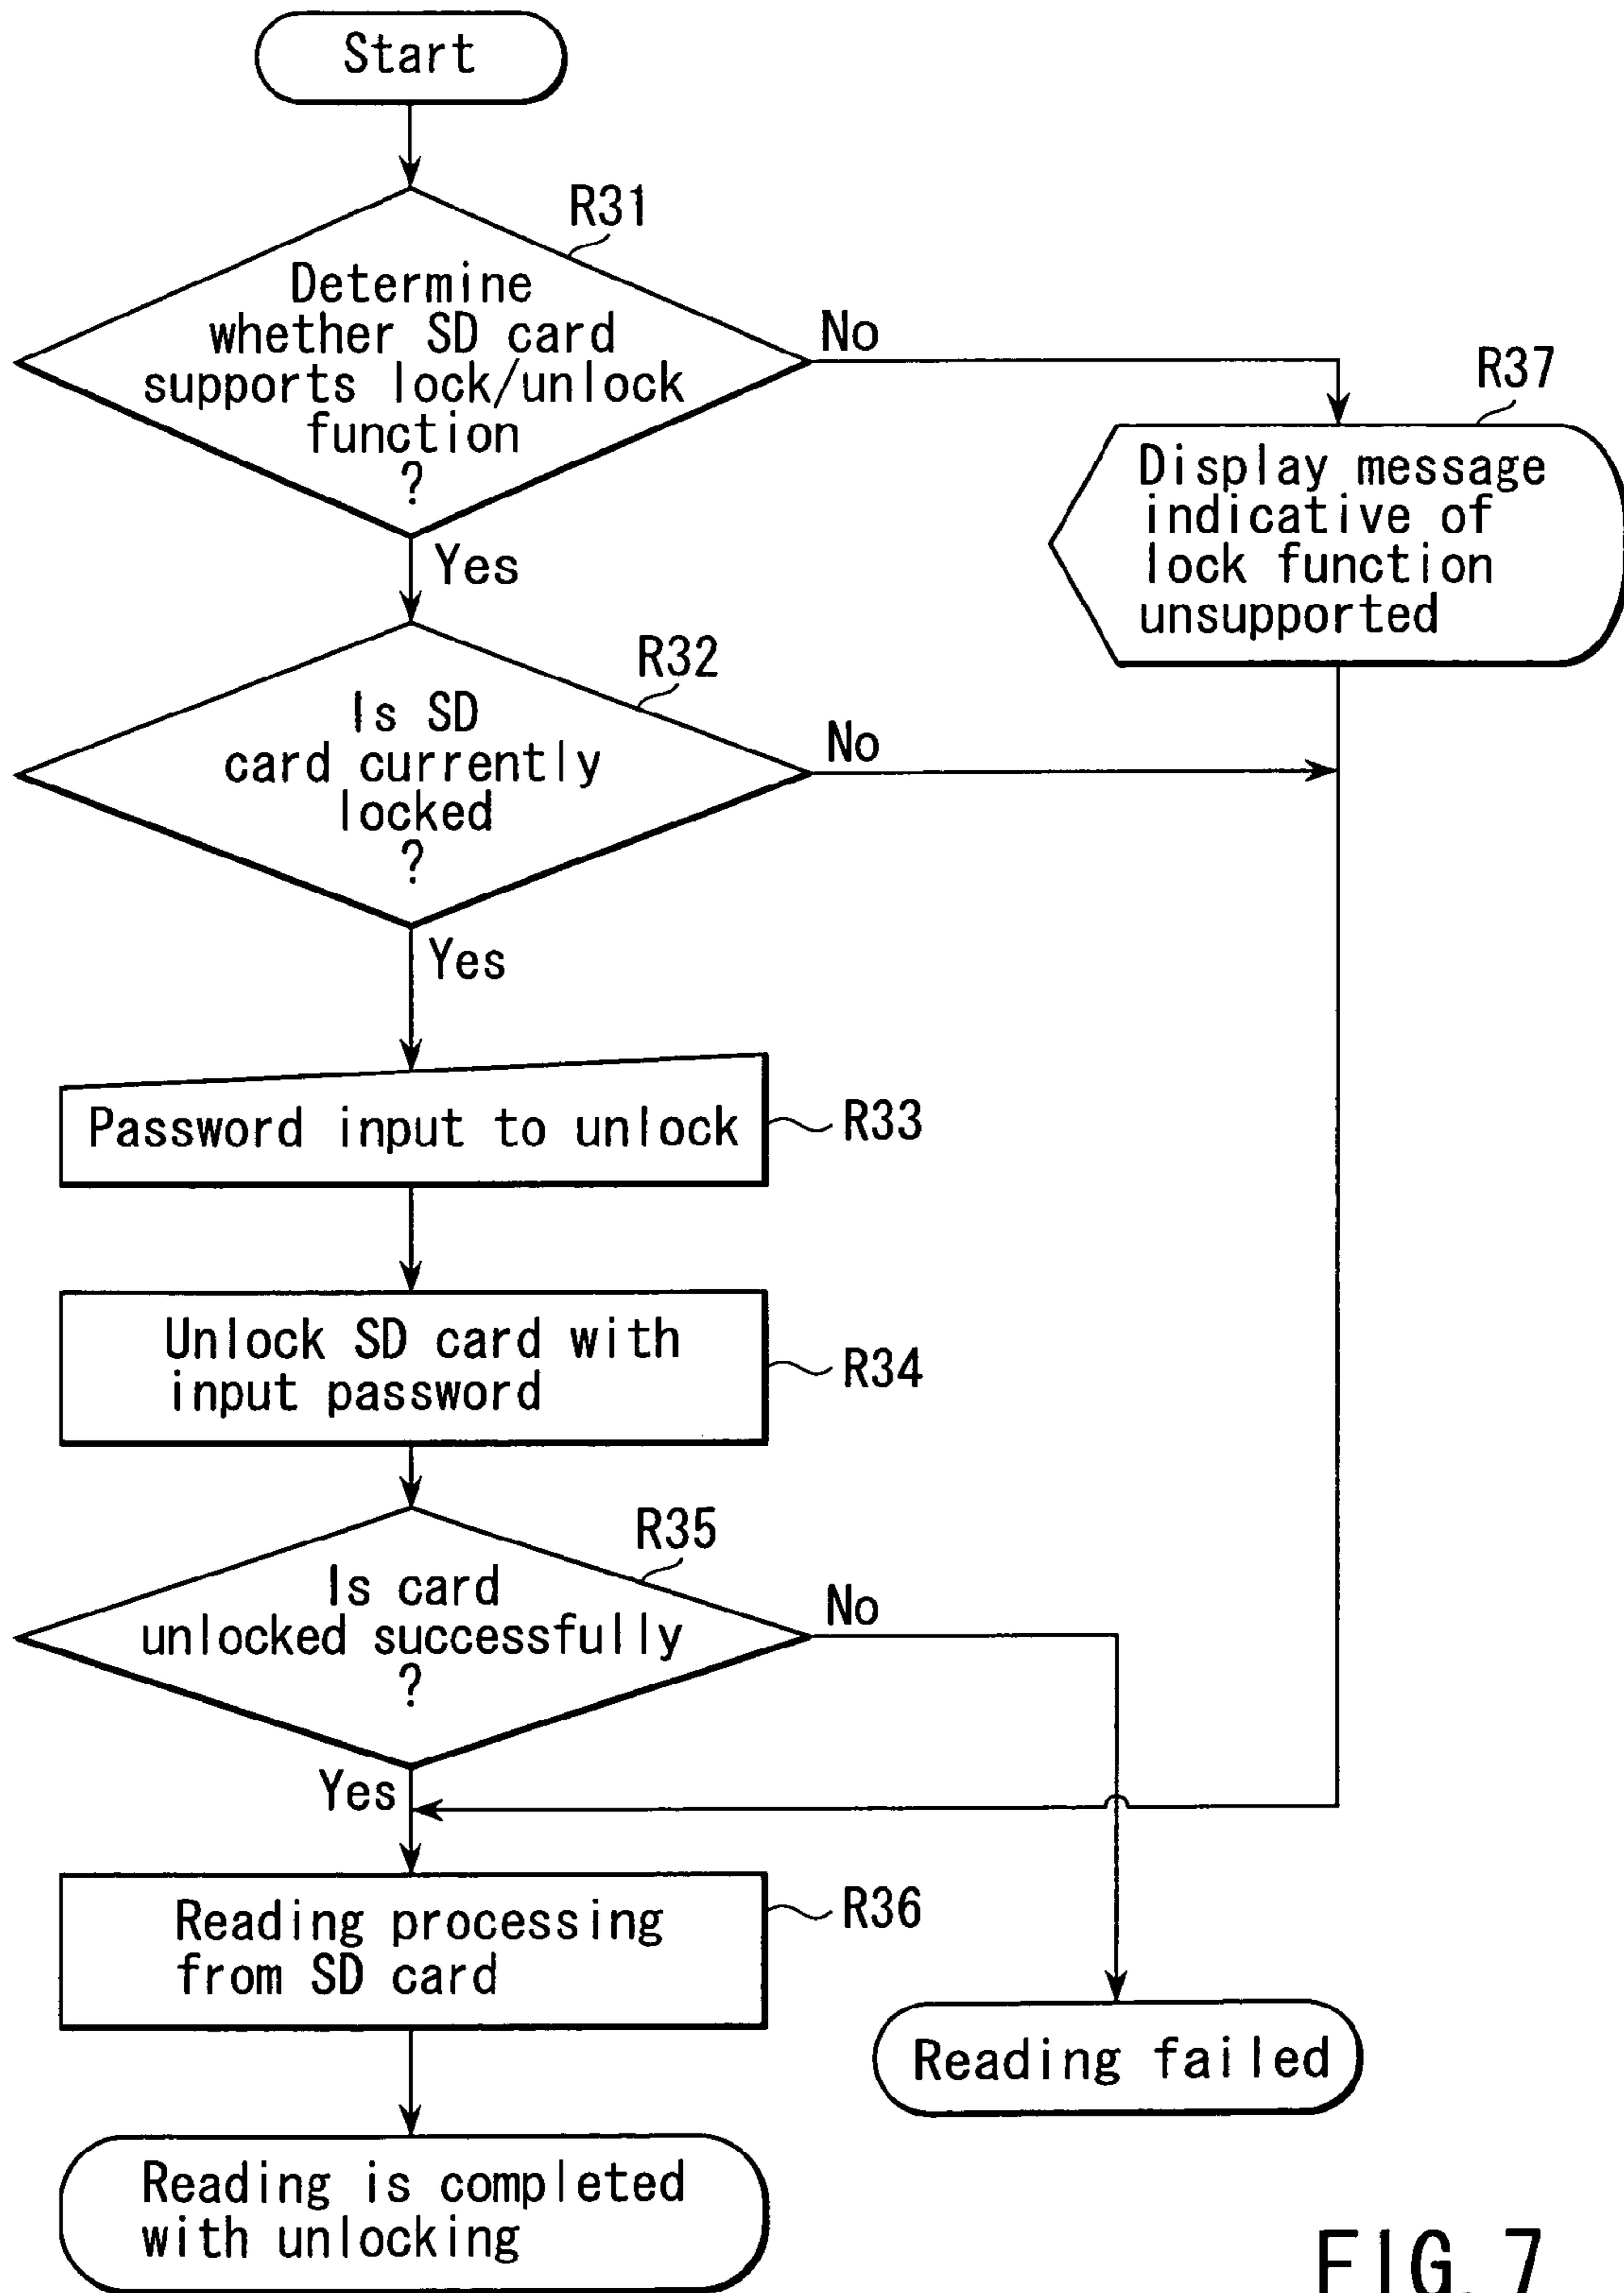 Start
R31
Determine
whether SD card
supports lock/unlock
function
?
No
Yes
R37
Display message
indicative of
lock function
unsupported
R32
Is SD
card currently
locked
?
No
Yes
Password input to unlock
R33
Unlock SD card with
input password
R34
R35
Is card
unlocked successfully
?
No
Yes
Reading processing
from SD card
R36
Reading failed
Reading is completed
with unlocking
FIG. 7